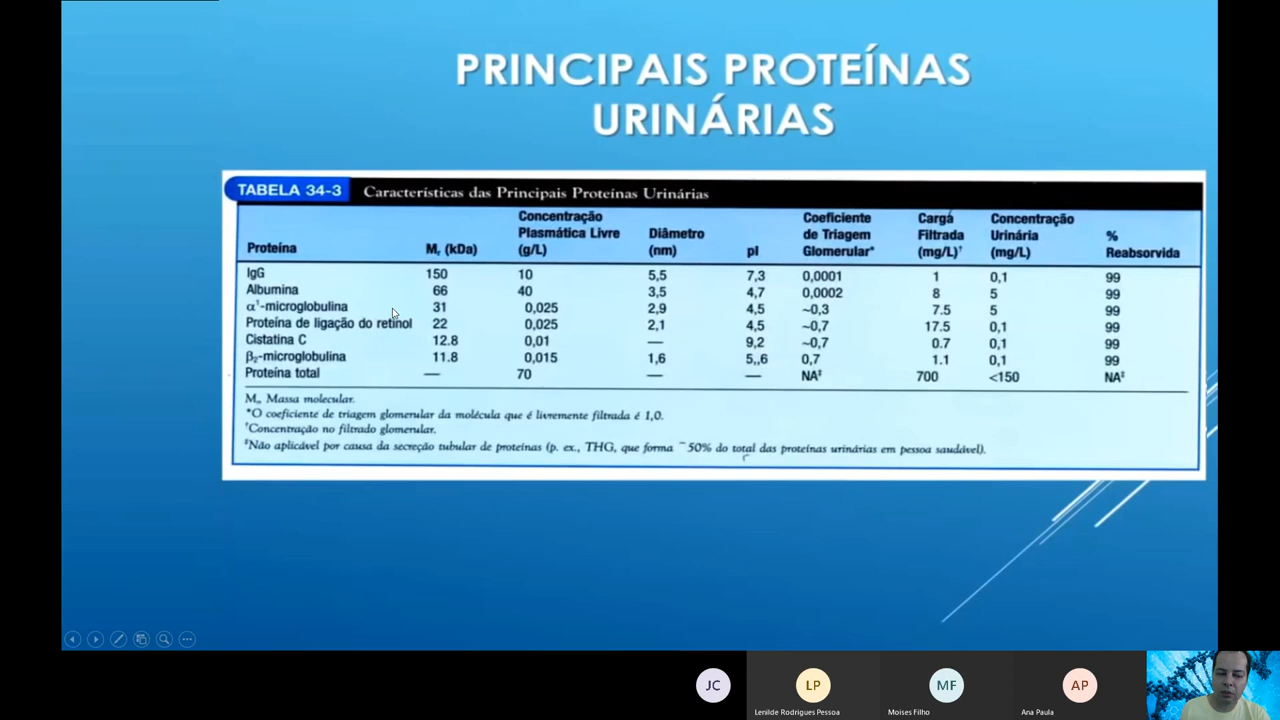 PRINCIPAIS PROTEÍNAS
URINÁRIAS
TABELA 34-3 Características das Principais Proteínas Urinárias
Proteína Mr (kDa) Concentração Plasmática Livre (g/L) Diâmetro (nm) pI Coeficiente de Triagem Glomerular* Carga Filtrada (mg/L)† Concentração Urinária (mg/L) % Reabsorvida
IgG 150 10 5,5 7,3 0,0001 1 0,1 99
Albumina 66 40 3,5 4,7 0,0002 8 5 99
α¹-microglobulina 31 0,025 2,9 4,5 ~0,3 7.5 5 99
Proteína de ligação do retinol 22 0,025 2,1 4,5 ~0,7 17.5 0,1 99
Cistatina C 12.8 0,01 — 9,2 ~0,7 0.7 0,1 99
β₂-microglobulina 11.8 0,015 1,6 5,,6 0,7 1.1 0,1 99
Proteína total — 70 — — NA‡ 700 <150 NA‡
Mr, Massa molecular.
*O coeficiente de triagem glomerular da molécula que é livremente filtrada é 1,0.
†Concentração no filtrado glomerular.
‡Não aplicável por causa da secreção tubular de proteínas (p. ex., THG, que forma ~50% do total das proteínas urinárias em pessoa saudável).
JC
LP
MF
AP
Lenilde Rodrigues Pessoa
Moises Filho
Ana Paula